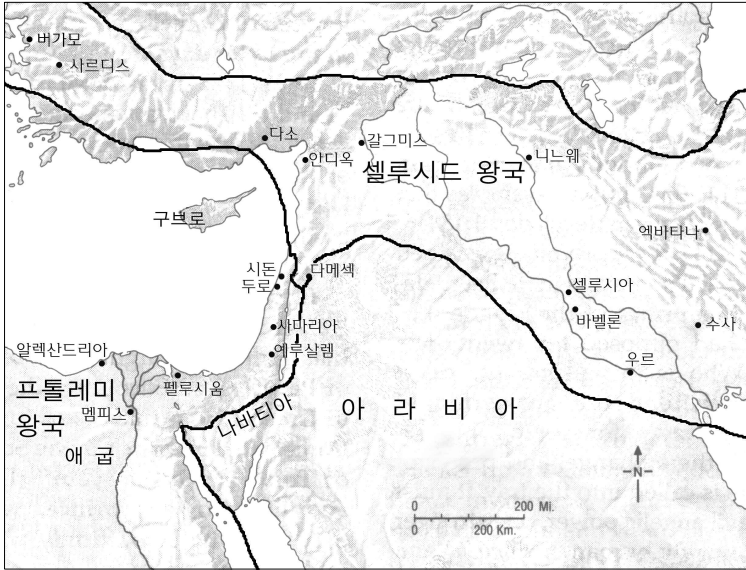 버가모
사르디스
다소
갈그미스
안디옥
니느웨
셀루시드 왕국
구브로
엑바타나
시돈
다메섹
두로
셀루시아
바벨론
사마리아
수사
알렉산드리아
예루살렘
우르
프톨레미
왕국
펠루시움
멤피스
나바티아
아 라 비 아
애 굽
N
0 200 Mi.
0 200 Km.